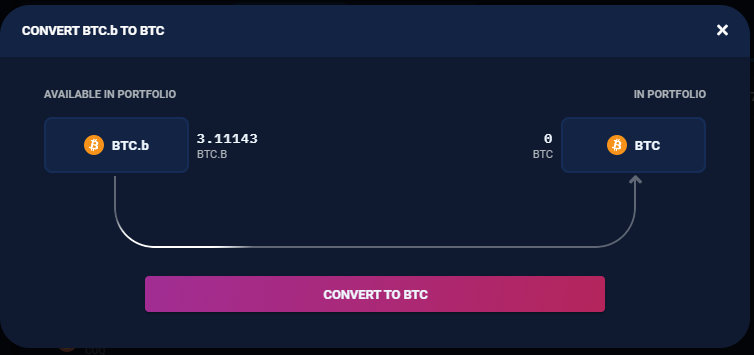 CONVERT BTC.b TO BTC
AVAILABLE IN PORTFOLIO
IN PORTFOLIO
BTC.b
3.11143
BTC.B
0
BTC
BTC
CONVERT TO BTC